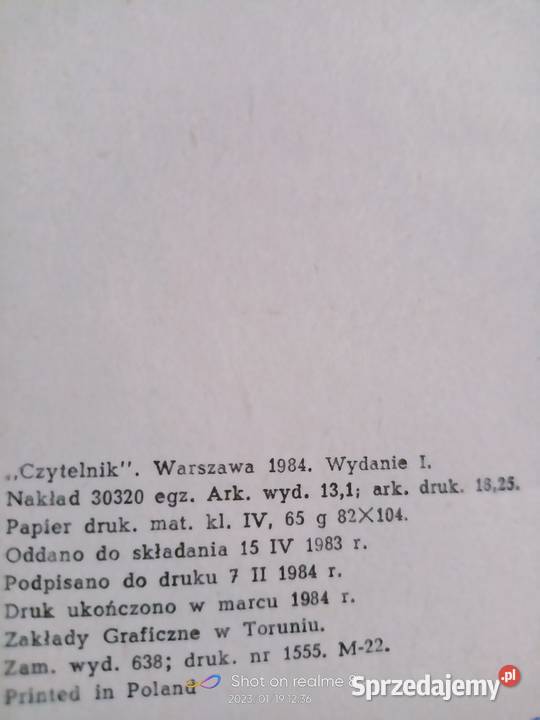 „Czytelnik". Warszawa 1984. Wydanie I.
Nakład 30320 egz. Ark. wyd. 13,1; ark. druk. 18,25.
Papier druk. mat. kl. IV, 65 g 82×104.
Oddano do składania 15 IV 1983 r.
Podpisano do druku 7 II 1984 r.
Druk ukończono w marcu 1984 r.
Zakłady Graficzne w Toruniu.
Zam. wyd. 638; druk. nr 1555. M-22.
Printed in Poland
Shot on realme 8
2023.01.19 12:36
Sprzedajemy.pl